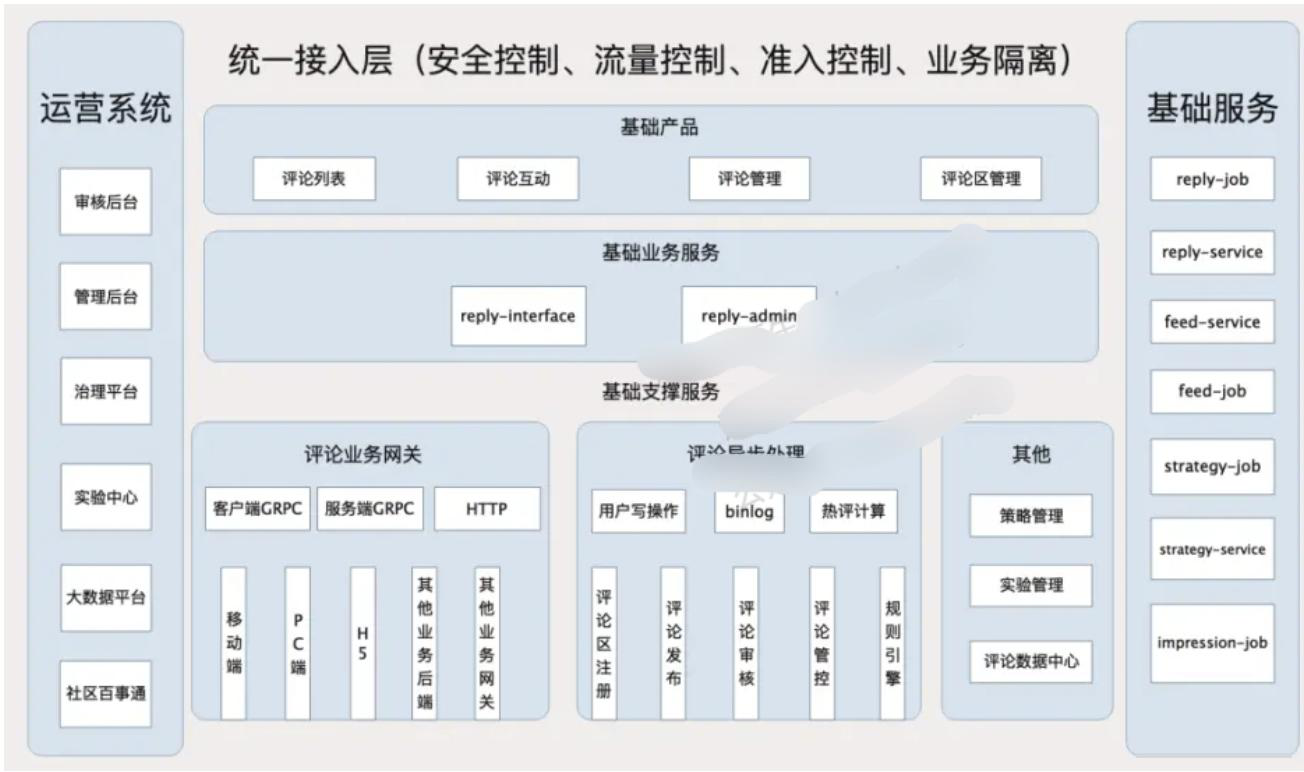 统一接入层（安全控制、流量控制、准入控制、业务隔离）
运营系统
审核后台
管理后台
治理平台
实验中心
大数据平台
社区百事通
基础产品
评论列表
评论互动
评论管理
评论区管理
基础业务服务
reply-interface
reply-admin
基础支撑服务
评论业务网关
客户端GRPC
服务端GRPC
HTTP
移动端
PC端
H5
其他业务后端
其他业务网关
评论异步处理
用户写操作
binlog
热评计算
评论区注册
评论发布
评论审核
评论管控
规则引擎
其他
策略管理
实验管理
评论数据中心
基础服务
reply-job
reply-service
feed-service
feed-job
strategy-job
strategy-service
impression-job